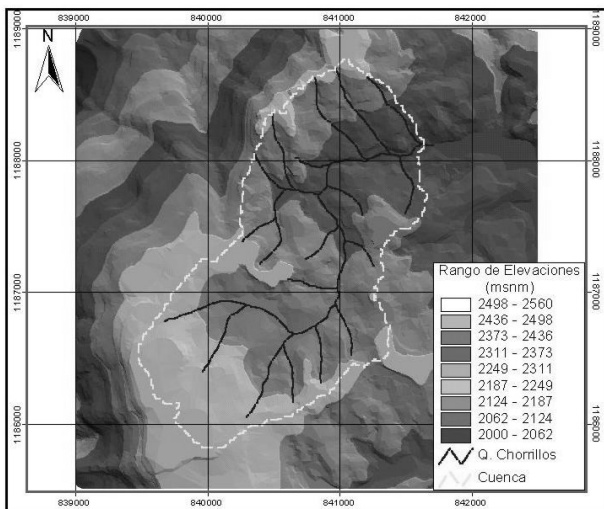 839000 840000 841000 842000
N
1189000 1189000
1188000 1188000
1187000 1187000
1186000 1186000
Rango de Elevaciones
(msnm)
2498 - 2560
2436 - 2498
2373 - 2436
2311 - 2373
2249 - 2311
2187 - 2249
2124 - 2187
2062 - 2124
2000 - 2062
Q. Chorrillos
Cuenca
839000 840000 841000 842000